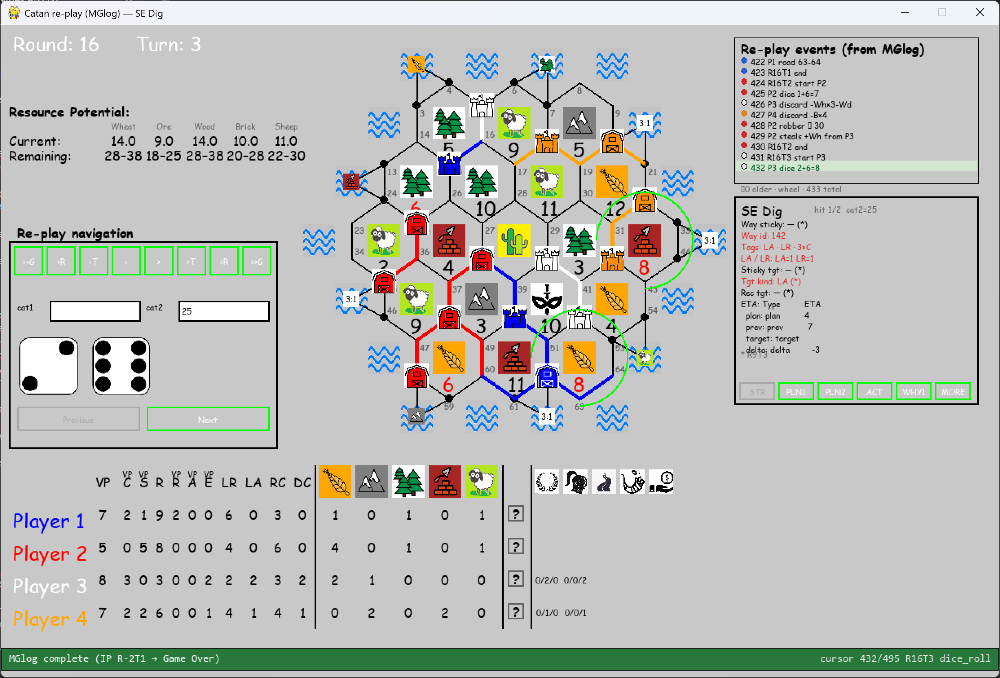 Catan re-play (MGlog) — SE Dig
Round: 16 Turn: 3
Resource Potential:
Wheat Ore Wood Brick Sheep
Current: 14.0 9.0 14.0 10.0 11.0
Remaining: 28-38 18-25 28-38 20-28 22-30
Re-play navigation
<<G <R <T < > >T >R >>G
cat1 cat2 25
Previous Next
4 6 8
3 7 9
3:1
14 16
5 9 5
13 17 19 21
24 26 28 30
6 10 11 12
23 27 29 31 33
3:1
34 36 44
2 4 3 8
37 39 41 43
3:1
46 54
9 3 10 4
47 49 51 53
60 64
6 11 8
59 61 63
3:1
Re-play events (from MGlog)
422 P1 road 63-64
423 R16T1 end
424 R16T2 start P2
425 P2 dice 1+6=7
426 P3 discard -Wh×3-Wd
427 P4 discard -B×4
428 P2 robber ▯ 30
429 P2 steals +Wh from P3
430 R16T2 end
431 R16T3 start P3
432 P3 dice 2+6=8
▯0 older · wheel · 433 total
SE Dig hit 1/2 cat2=25
Way sticky: — (*)
Way id: 142
Tags: LA · LR · 3×C
LA / LR: LA=1 LR=1
Sticky tgt: — (*)
Tgt kind: LA (*)
Rec tgt: — (*)
ETA: Type ETA
plan: plan 4
prev: prev 7
target: target
delta: delta -3
* R9T3
STR PLN1 PLN2 ACT WHY1 MORE
VP VP VP VP VP
VP C S R R A E LR LA RC DC
Player 1 7 2 1 9 2 0 0 6 0 3 0 1 0 1 0 1 ?
Player 2 5 0 5 8 0 0 0 4 0 6 0 4 0 1 0 1 ?
Player 3 8 3 0 3 0 0 2 2 2 3 2 2 1 0 0 0 ? 0/2/0 0/0/2
Player 4 7 2 2 6 0 0 1 4 1 4 1 0 2 0 2 0 ? 0/1/0 0/0/1
MGlog complete (IP R-2T1 → Game Over) cursor 432/495 R16T3 dice_roll